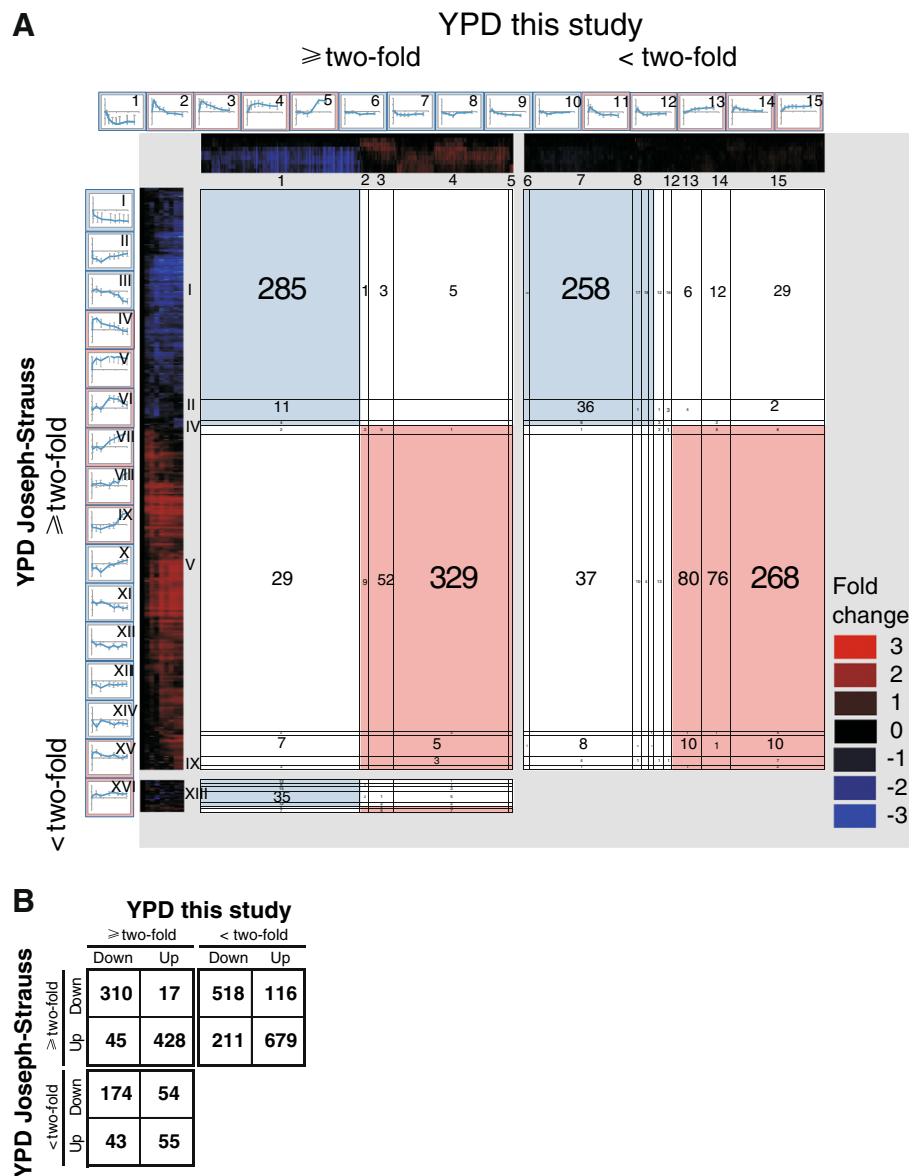 A
YPD this study
⩾two-fold < two-fold
1 2 3 4 5 6 7 8 9 10 11 12 13 14 15
1 2 3 4 5 6 7 8 12 13 14 15
YPD Joseph-Strauss
⩾two-fold
<two-fold
I
II
III
IV
V
VI
VII
VIII
IX
X
XI
XII
XIII
XIV
XV
XVI
I 285 1 3 5 258 6 12 29
II 11 36 2
IV
V 29 9 52 329 37 80 76 268
7 5 8 10 1 10
IX 3
XIII 35
Fold
change
3
2
1
0
-1
-2
-3
B
YPD this study
⩾two-fold < two-fold
Down Up Down Up
YPD Joseph-Strauss
⩾two-fold
Down 310 17 518 116
Up 45 428 211 679
<two-fold
Down 174 54
Up 43 55